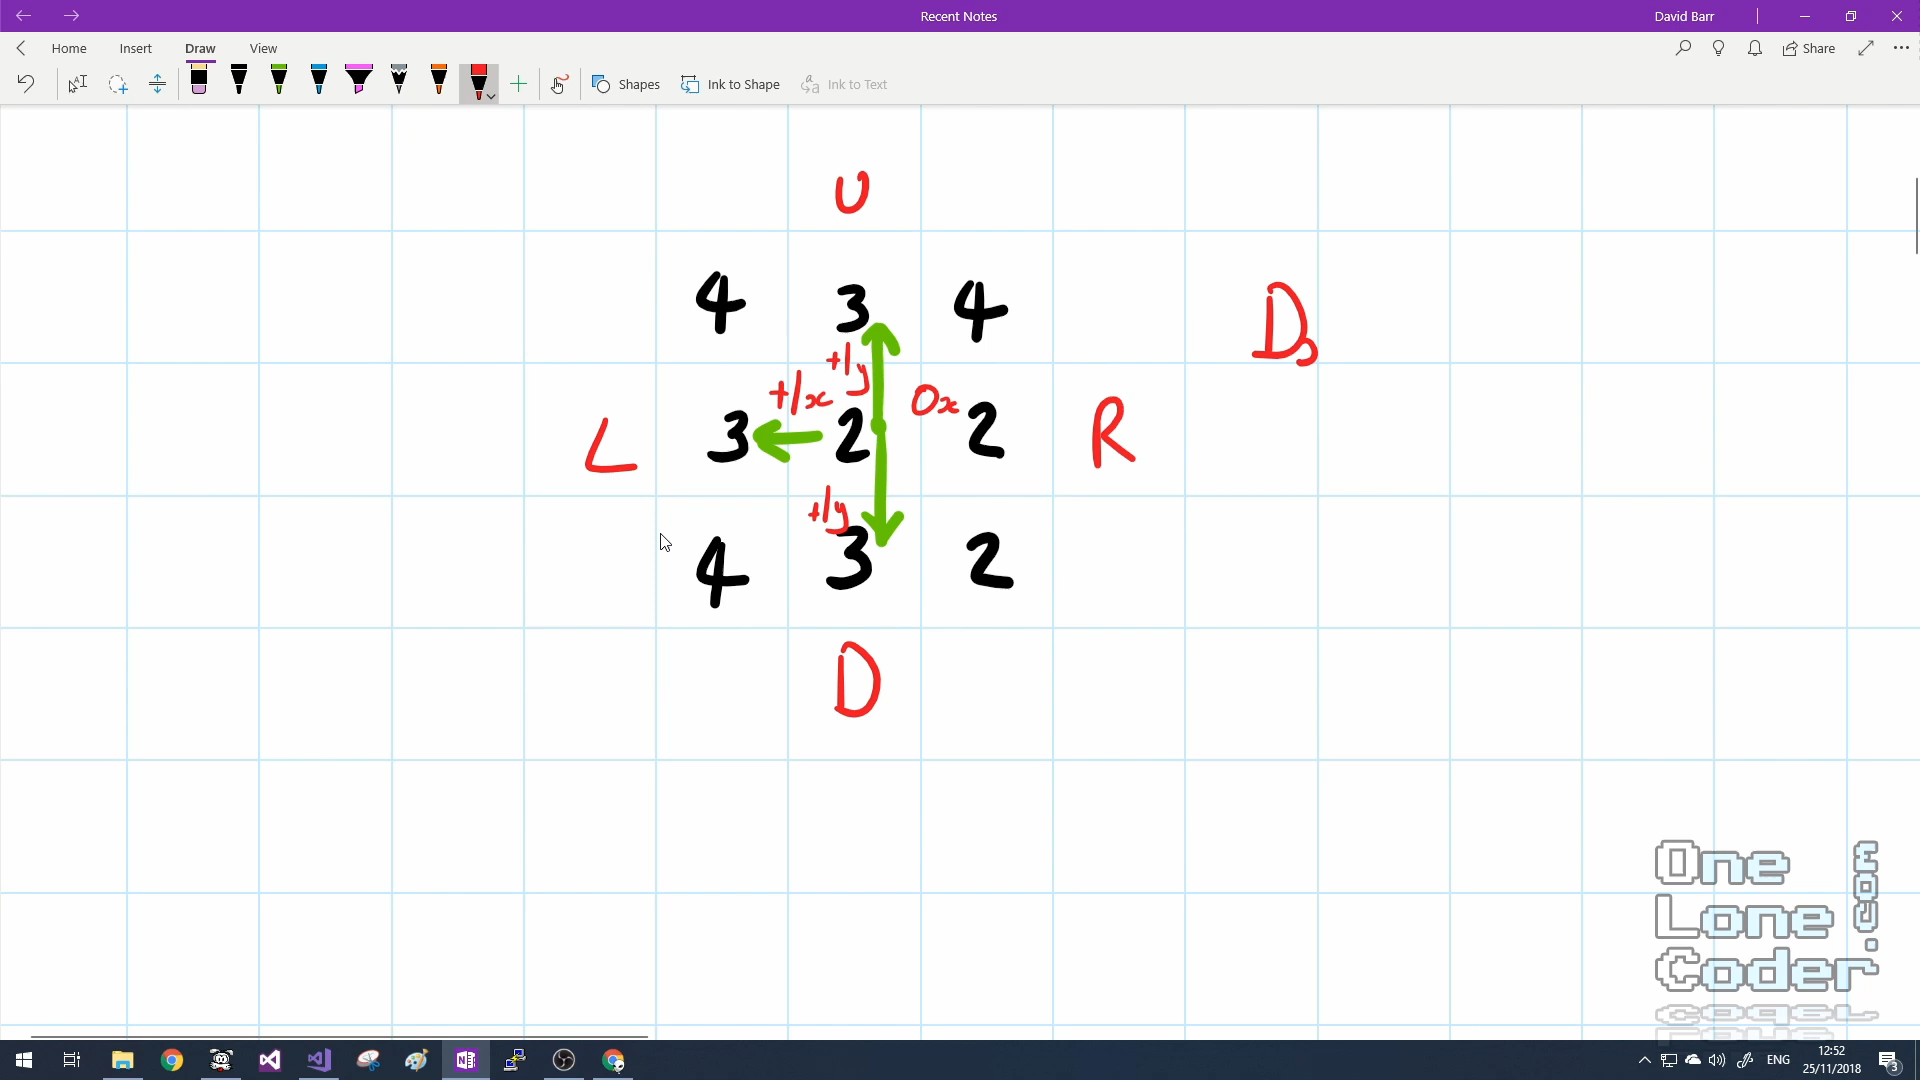 Recent Notes
David Barr
Home Insert Draw View
Share
Shapes
Ink to Shape
Ink to Text
U
4 3 4
D
+1y
+1x
0x
L 3 2 2 R
+1y
4 3 2
D
One
Lone
Coder
.com
ENG
12:52
25/11/2018
3